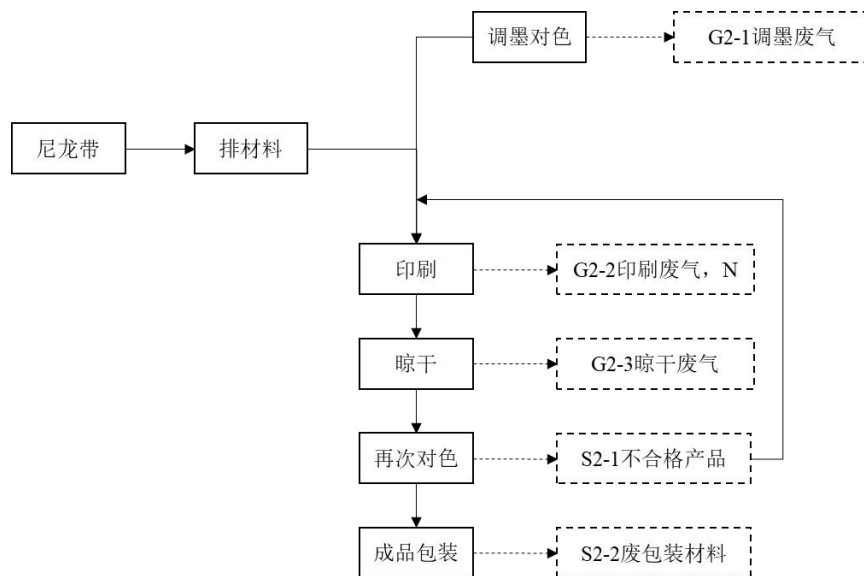 调墨对色
G2-1调墨废气
尼龙带
排材料
印刷
G2-2印刷废气，N
晾干
G2-3晾干废气
再次对色
S2-1不合格产品
成品包装
S2-2废包装材料